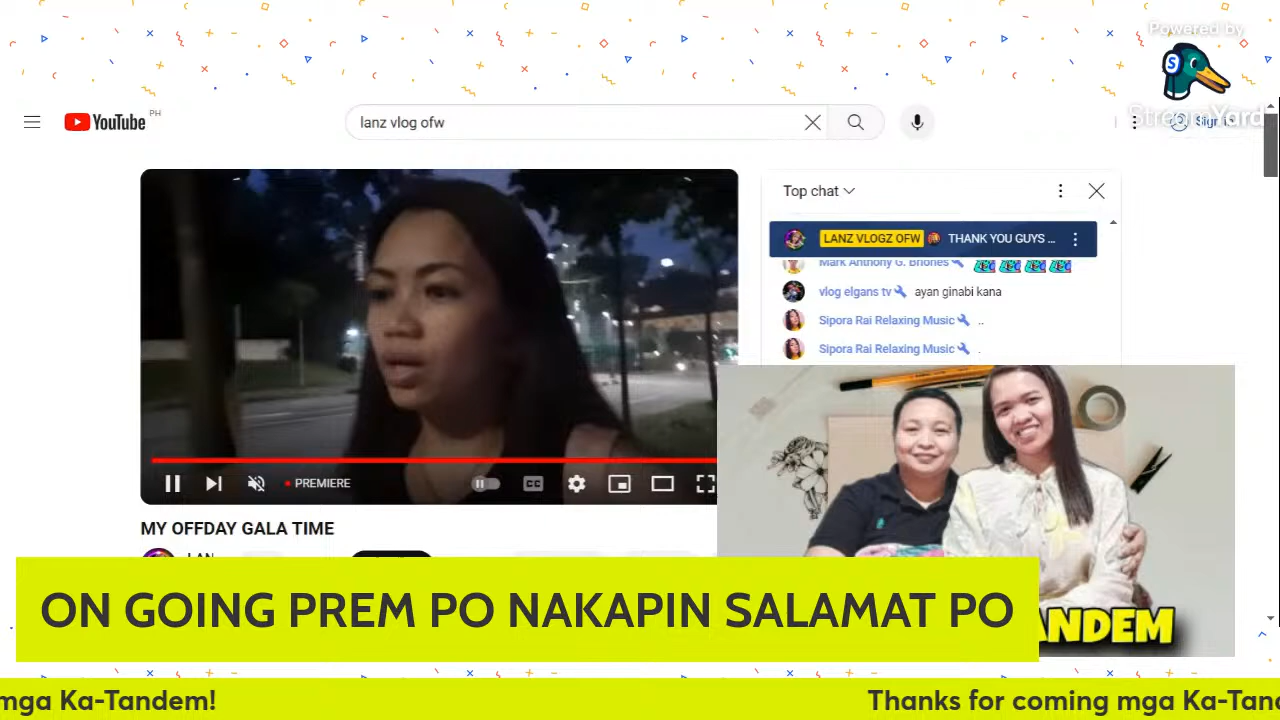 Powered by
StreamYard
YouTube PH
lanz vlog ofw
Top chat
LANZ VLOGZ OFW THANK YOU GUYS ...
Mark Anthony G. Briones
vlog elgans tv ayan ginabi kana
Sipora Rai Relaxing Music ..
Sipora Rai Relaxing Music .
PREMIERE
CC
MY OFFDAY GALA TIME
ON GOING PREM PO NAKAPIN SALAMAT PO
ANDEM
mga Ka-Tandem!
Thanks for coming mga Ka-Tand